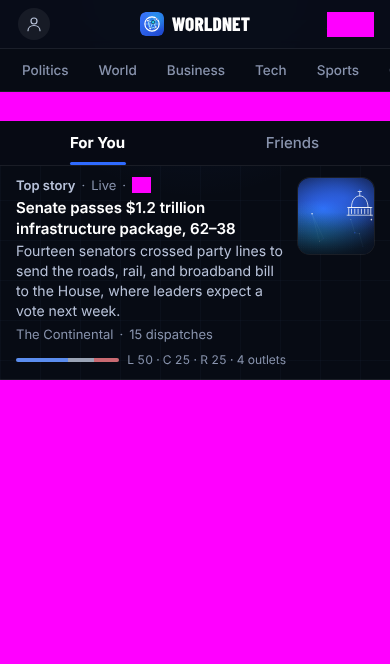 WORLDNET
Politics World Business Tech Sports
For You Friends
Top story · Live ·
Senate passes $1.2 trillion
infrastructure package, 62–38
Fourteen senators crossed party lines to
send the roads, rail, and broadband bill
to the House, where leaders expect a
vote next week.
The Continental · 15 dispatches
L 50 · C 25 · R 25 · 4 outlets